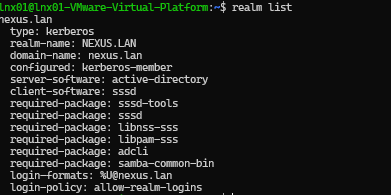 lnx01@lnx01-VMware-Virtual-Platform:~$ realm list
nexus.lan
type: kerberos
realm-name: NEXUS.LAN
domain-name: nexus.lan
configured: kerberos-member
server-software: active_directory
client-software: sssd
required-package: sssd-tools
required-package: sssd
required-package: libnss-sss
required-package: libpam-sss
required-package: adcli
required-package: samba-common-bin
login-formats: %U@nexus.lan
login-policy: allow-realm-logins